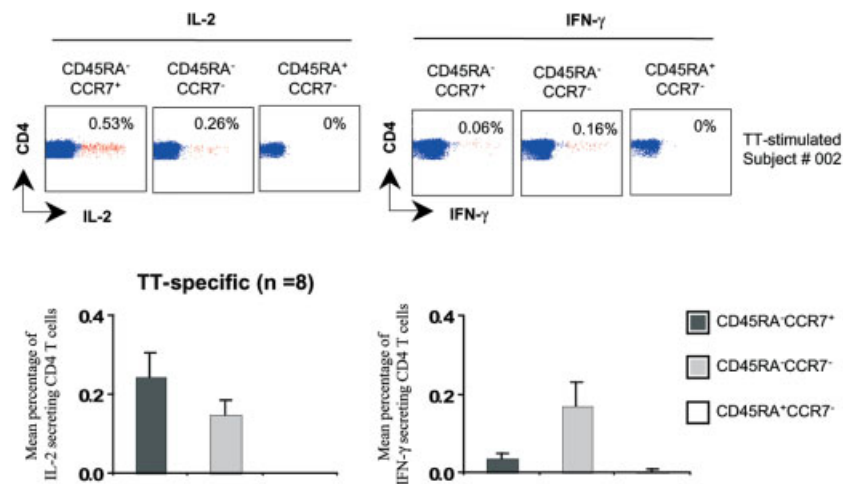 IL-2
IFN-γ
CD45RA⁻ CD45RA⁻ CD45RA⁺
CCR7⁺ CCR7⁻ CCR7⁻
CD45RA⁻ CD45RA⁻ CD45RA⁺
CCR7⁺ CCR7⁻ CCR7⁻
CD4
0.53%
0.26%
0%
IL-2
CD4
0.06%
0.16%
0%
IFN-γ
TT-stimulated
Subject # 002
TT-specific (n =8)
Mean percentage of
IL-2 secreting CD4 T cells
0.4
0.2
0.0
Mean percentage of
IFN-γ secreting CD4 T cells
0.4
0.2
0.0
CD45RA⁻CCR7⁺
CD45RA⁻CCR7⁻
CD45RA⁺CCR7⁻